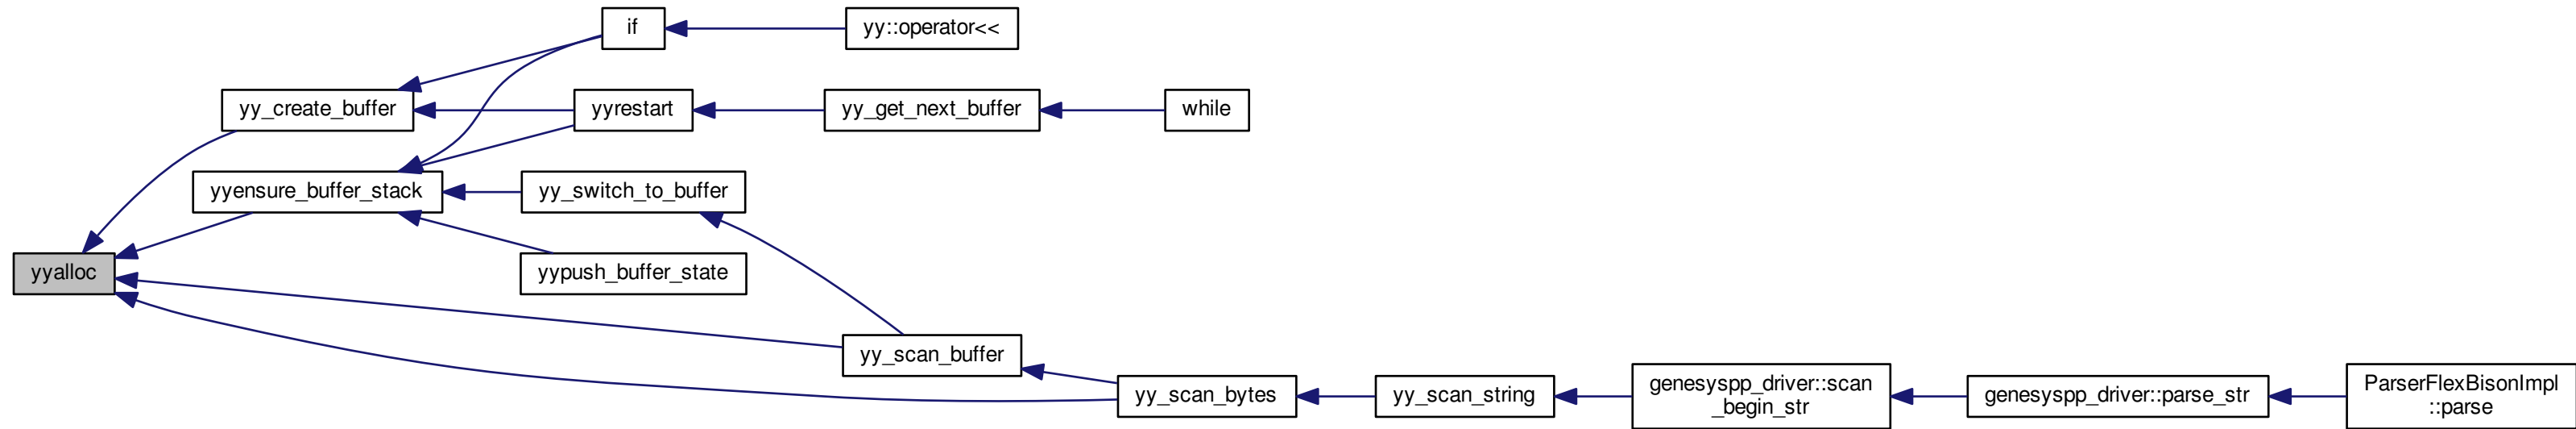 if
yy::operator<<
yy_create_buffer
yyrestart
yy_get_next_buffer
while
yyensure_buffer_stack
yy_switch_to_buffer
yyalloc
yypush_buffer_state
yy_scan_buffer
yy_scan_bytes
yy_scan_string
genesyspp_driver::scan
_begin_str
genesyspp_driver::parse_str
ParserFlexBisonImpl
::parse